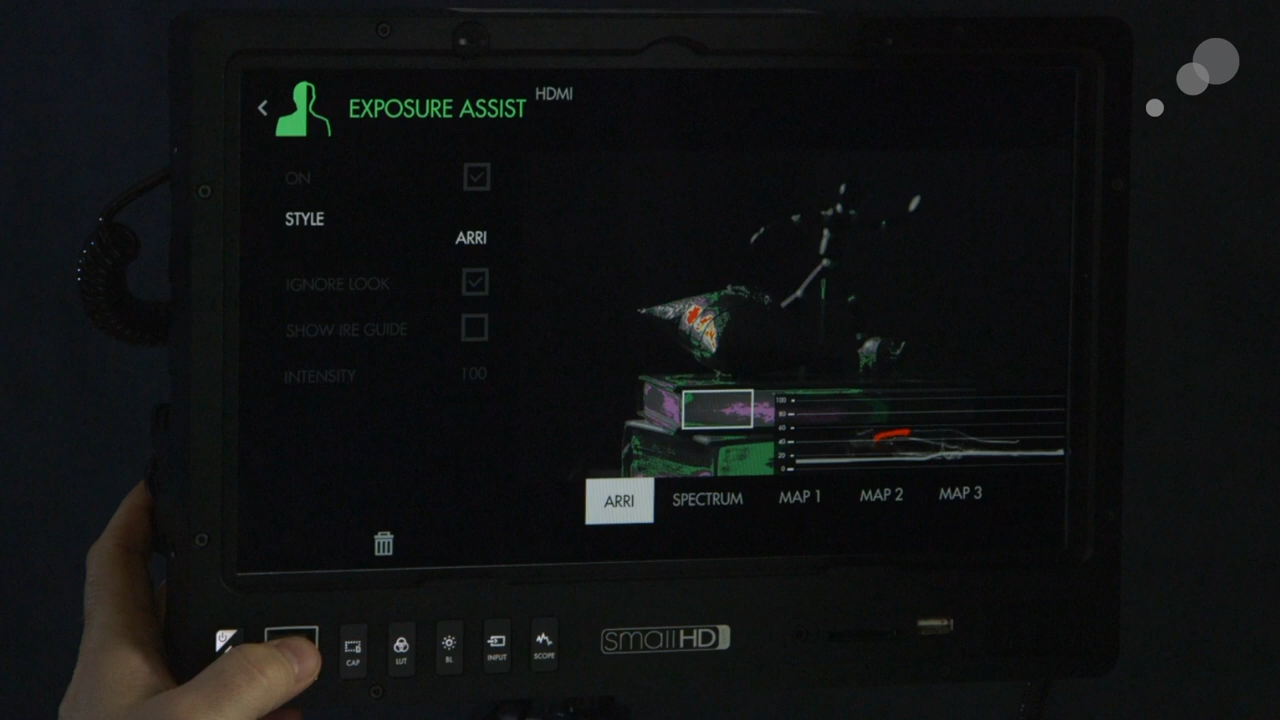 HDMI
EXPOSURE ASSIST
ON
STYLE
ARRI
IGNORE LOOK
SHOW IRE GUIDE
INTENSITY 100
100
80
60
40
20
0
ARRI SPECTRUM MAP 1 MAP 2 MAP 3
CAP LUT BL INPUT SCOPE
smallHD